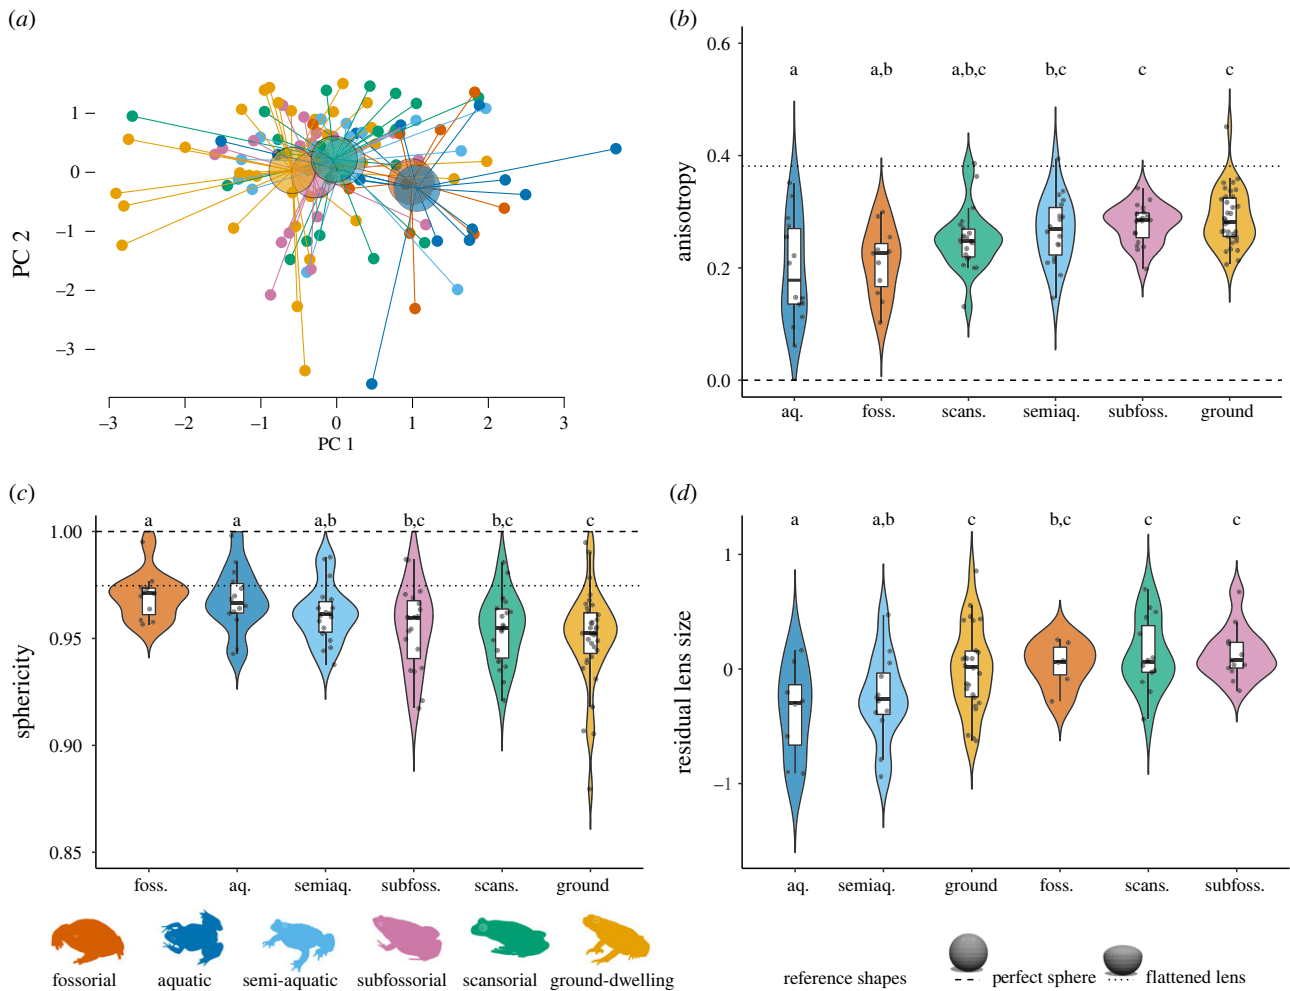 (a)
PC 2
1
0
−1
−2
−3
−3 −2 −1 0 1 2 3
PC 1
(b)
anisotropy
0.6
0.4
0.2
0.0
a a,b a,b,c b,c c c
aq. foss. scans. semiaq. subfoss. ground
(c)
sphericity
1.00
0.95
0.90
0.85
a a a,b b,c b,c c
foss. aq. semiaq. subfoss. scans. ground
(d)
residual lens size
1
0
−1
a a,b c b,c c c
aq. semiaq. ground foss. scans. subfoss.
fossorial aquatic semi-aquatic subfossorial scansorial ground-dwelling
reference shapes perfect sphere flattened lens